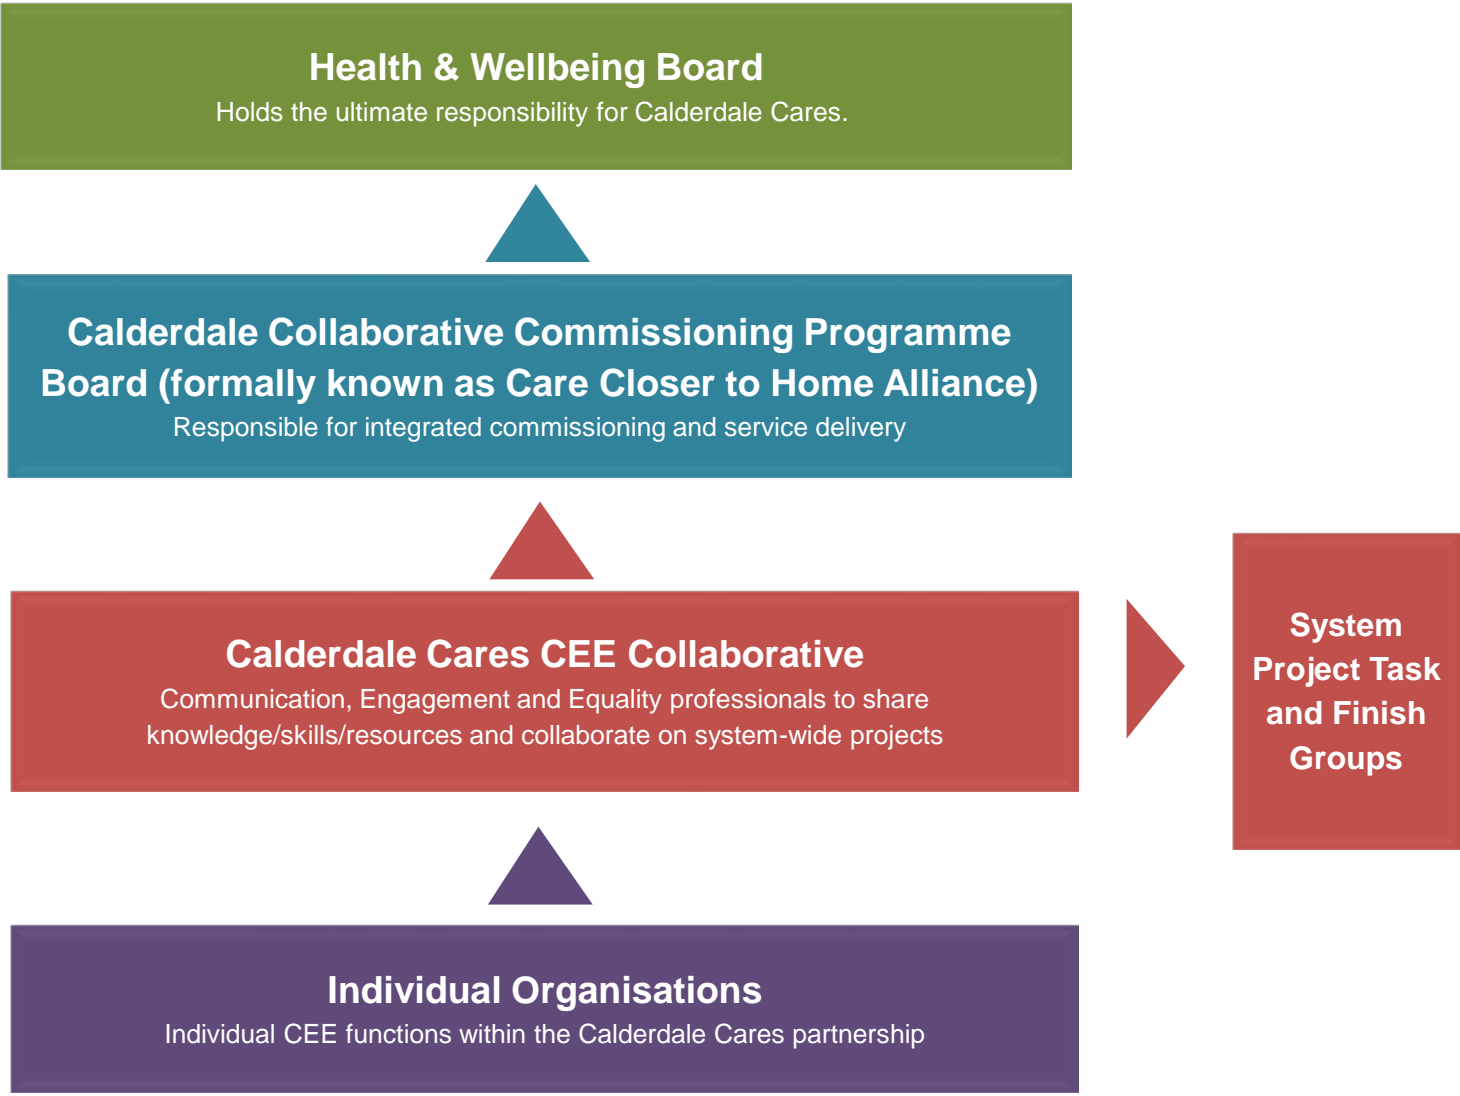 Health & Wellbeing Board
Holds the ultimate responsibility for Calderdale Cares.
Calderdale Collaborative Commissioning Programme
Board (formally known as Care Closer to Home Alliance)
Responsible for integrated commissioning and service delivery
Calderdale Cares CEE Collaborative
Communication, Engagement and Equality professionals to share
knowledge/skills/resources and collaborate on system-wide projects
System
Project Task
and Finish
Groups
Individual Organisations
Individual CEE functions within the Calderdale Cares partnership